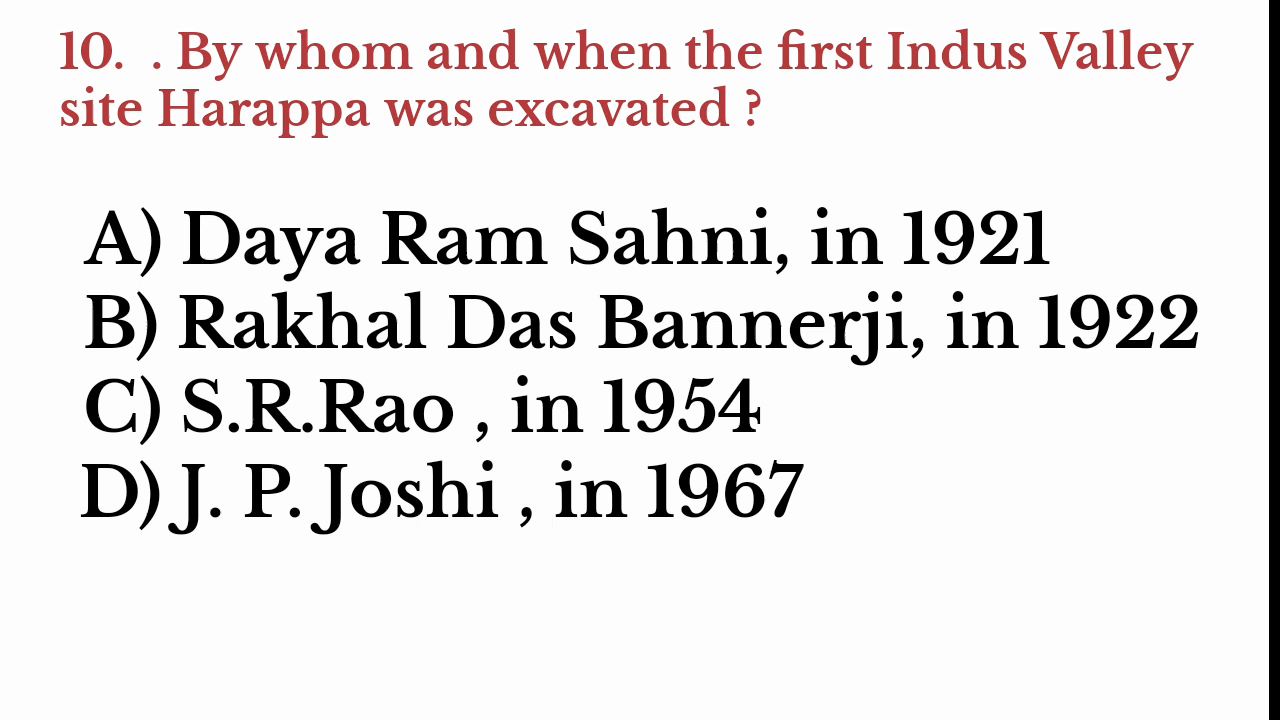 10.  . By whom and when the first Indus Valley
site Harappa was excavated ?
A) Daya Ram Sahni, in 1921
B) Rakhal Das Bannerji, in 1922
C) S.R.Rao , in 1954
D) J. P. Joshi , in 1967